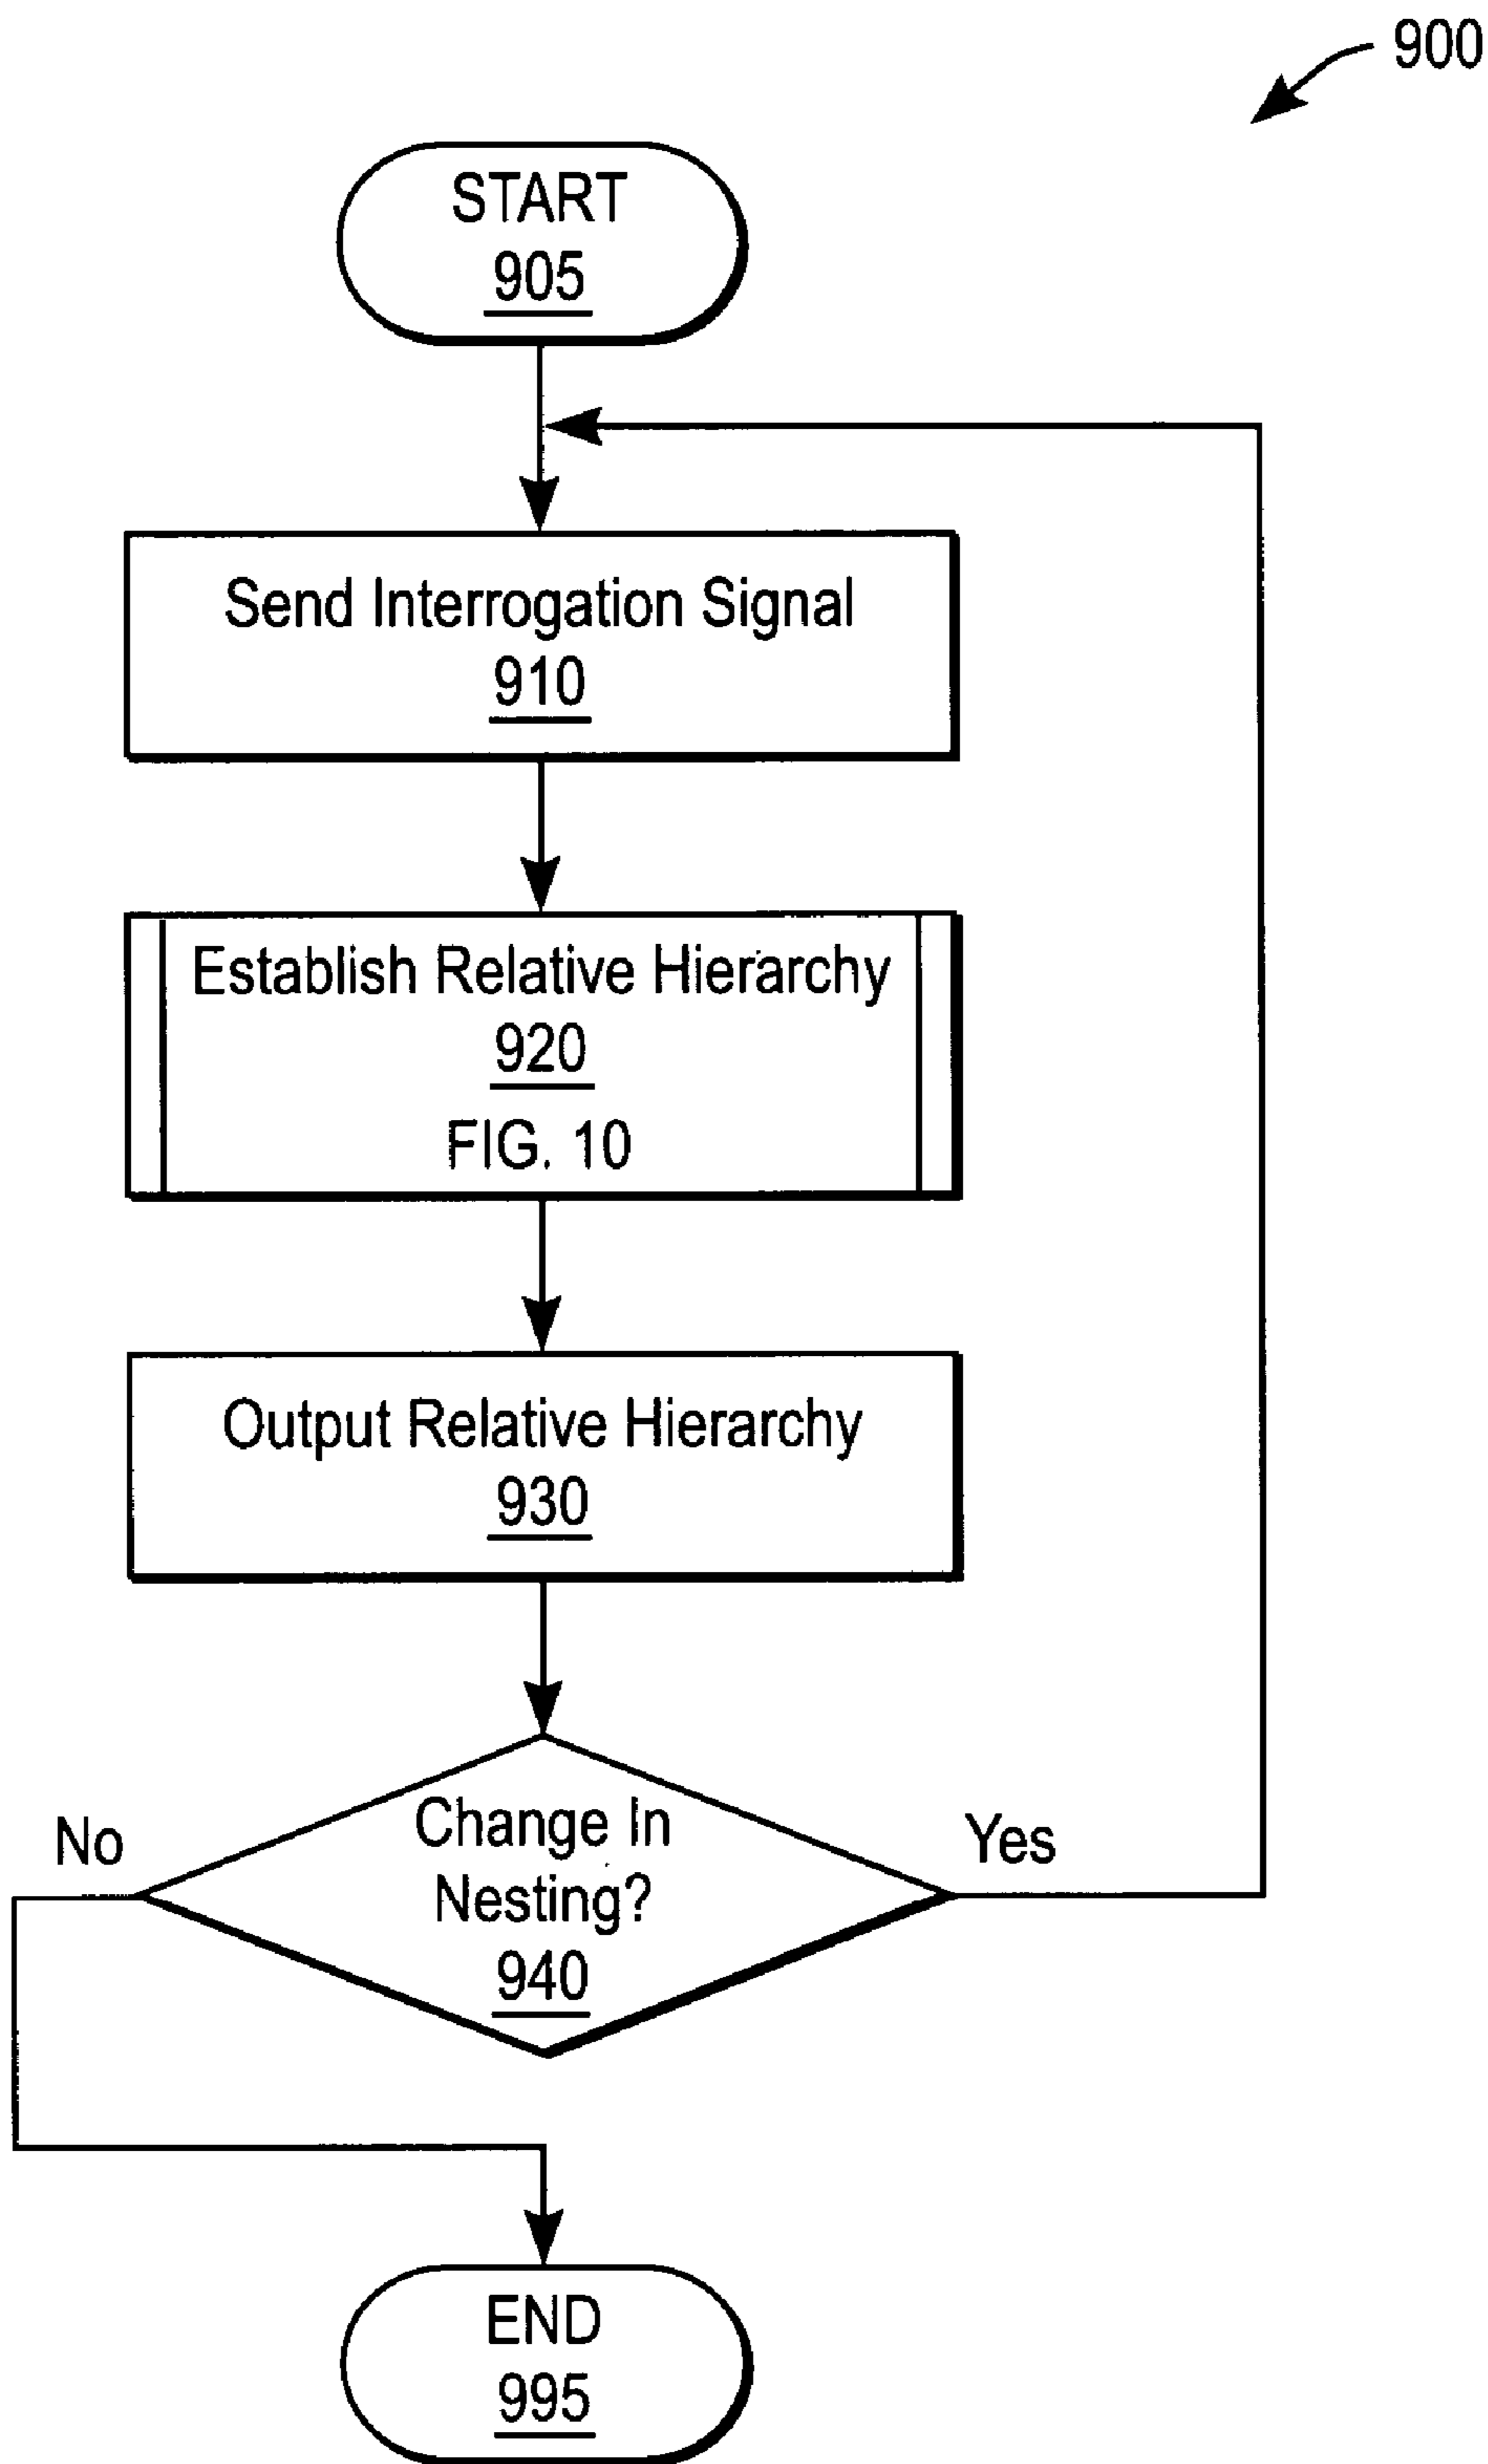 900
START
905
Send Interrogation Signal
910
Establish Relative Hierarchy
920
FIG. 10
Output Relative Hierarchy
930
Change In
Nesting?
940
No
Yes
END
995